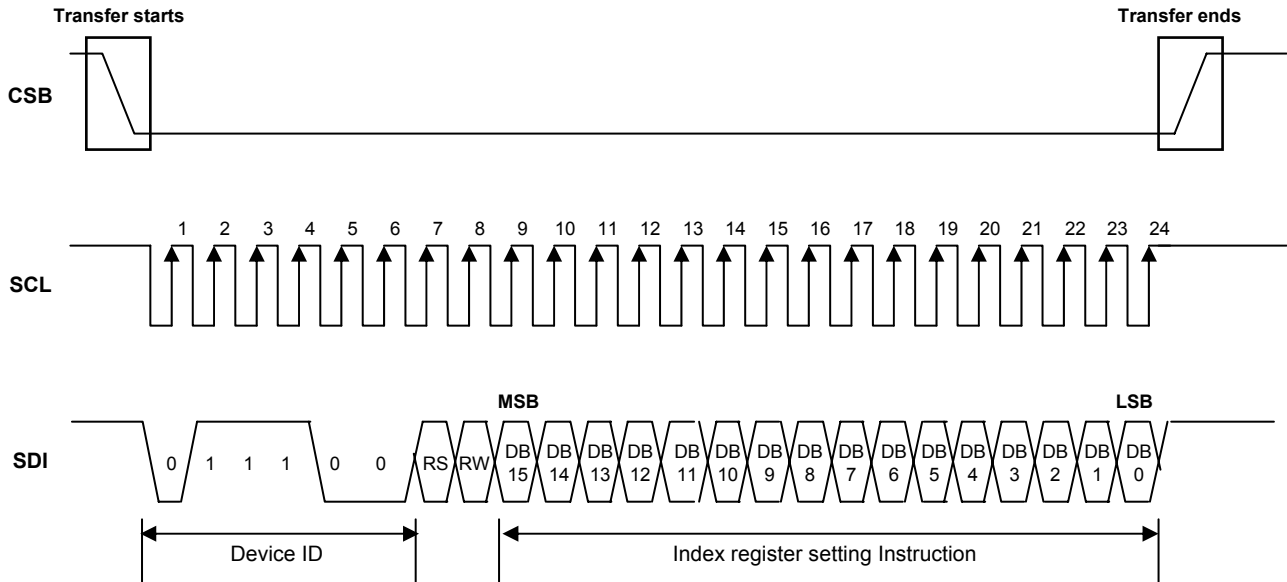 Transfer starts Transfer ends
CSB
1 2 3 4 5 6 7 8 9 10 11 12 13 14 15 16 17 18 19 20 21 22 23 24
SCL
MSB LSB
SDI 0 1 1 1 0 0 RS RW DB 15 DB 14 DB 13 DB 12 DB 11 DB 10 DB 9 DB 8 DB 7 DB 6 DB 5 DB 4 DB 3 DB 2 DB 1 DB 0
Device ID Index register setting Instruction